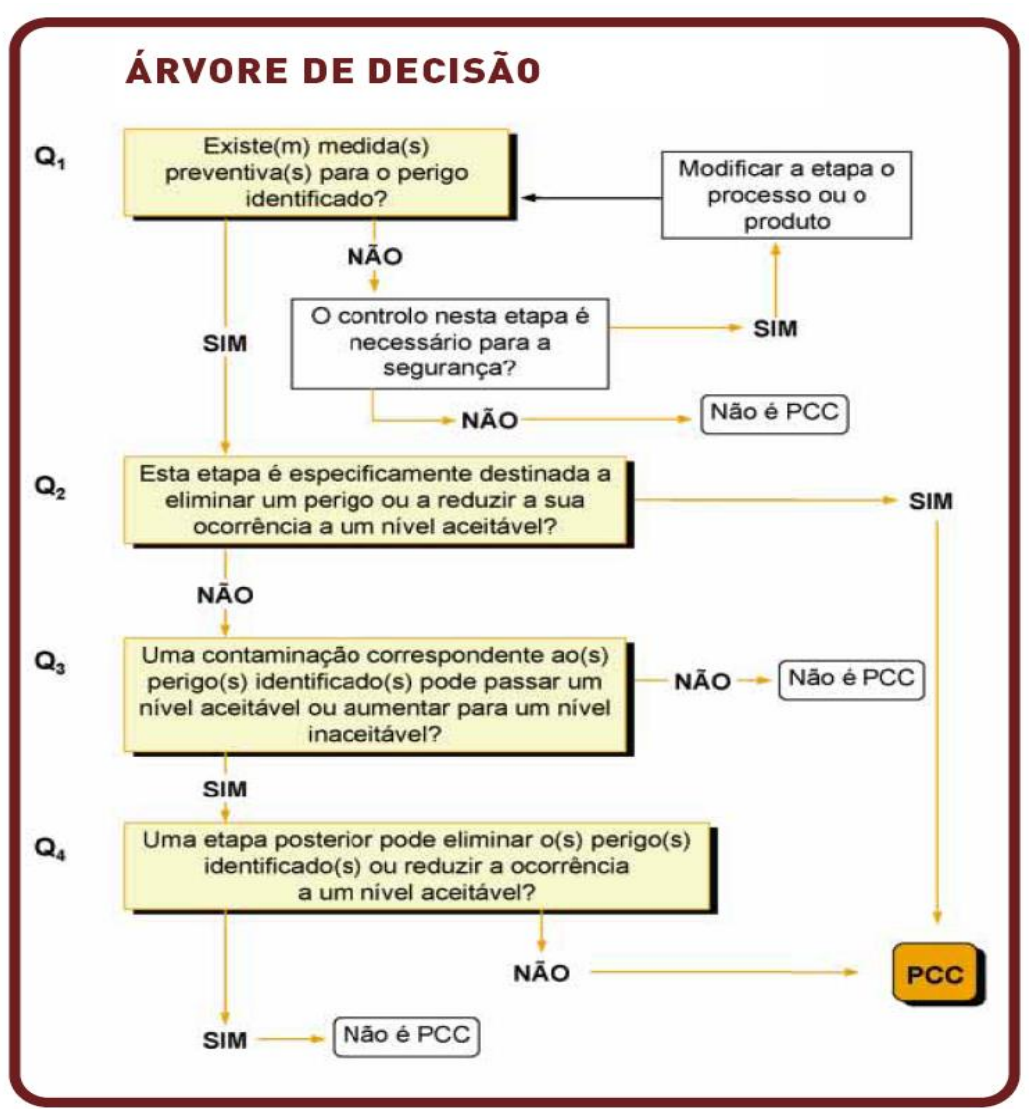 ÁRVORE DE DECISÃO
Q1
Existe(m) medida(s)
preventiva(s) para o perigo
identificado?
Modificar a etapa o
processo ou o
produto
NÃO
SIM
O controlo nesta etapa é
necessário para a
segurança?
SIM
NÃO
Não é PCC
Q2
Esta etapa é especificamente destinada a
eliminar um perigo ou a reduzir a sua
ocorrência a um nível aceitável?
SIM
NÃO
Q3
Uma contaminação correspondente ao(s)
perigo(s) identificado(s) pode passar um
nível aceitável ou aumentar para um nível
inaceitável?
NÃO
Não é PCC
SIM
Q4
Uma etapa posterior pode eliminar o(s) perigo(s)
identificado(s) ou reduzir a ocorrência
a um nível aceitável?
NÃO
PCC
SIM
Não é PCC